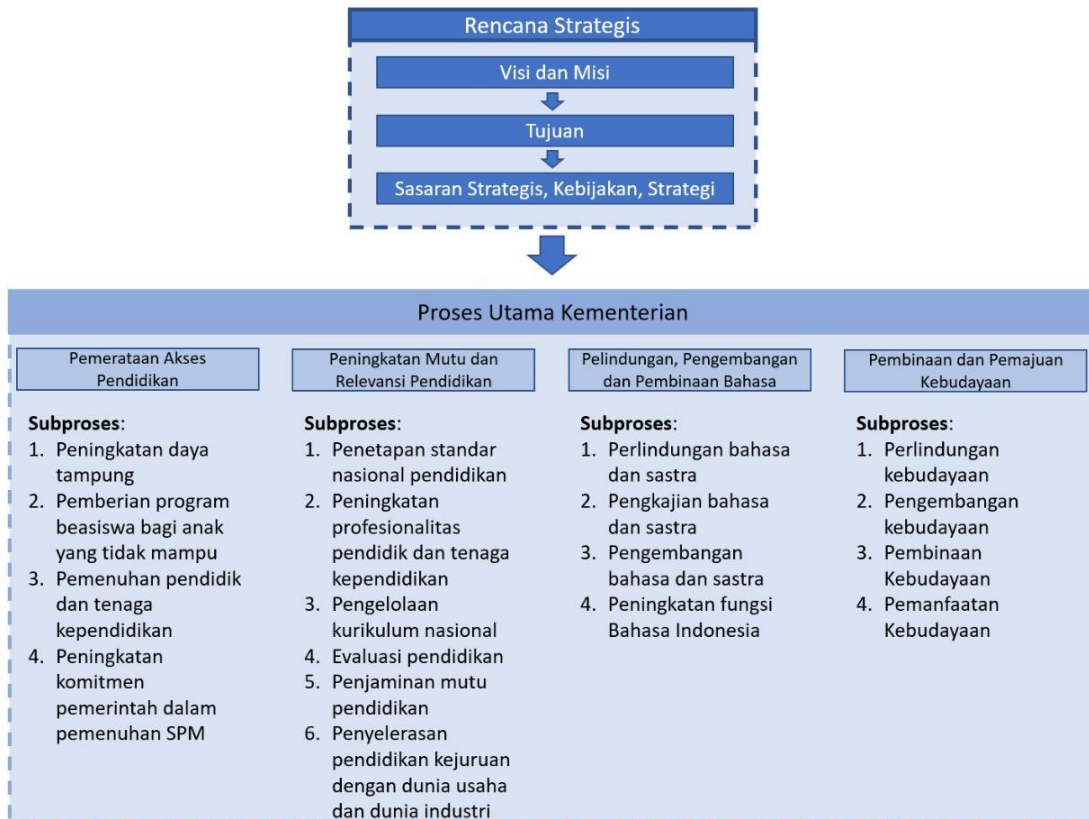 Rencana Strategis
Visi dan Misi
Tujuan
Sasaran Strategis, Kebijakan, Strategi
Proses Utama Kementerian
Pemerataan Akses
Pendidikan
Subproses:
1. Peningkatan daya
tampung
2. Pemberian program
beasiswa bagi anak
yang tidak mampu
3. Pemenuhan pendidik
dan tenaga
kependidikan
4. Peningkatan
komitmen
pemerintah dalam
pemenuhan SPM
Peningkatan Mutu dan
Relevansi Pendidikan
Subproses:
1. Penetapan standar
nasional pendidikan
2. Peningkatan
profesionalitas
pendidik dan tenaga
kependidikan
3. Pengelolaan
kurikulum nasional
4. Evaluasi pendidikan
5. Penjaminan mutu
pendidikan
6. Penyelerasan
pendidikan kejuruan
dengan dunia usaha
dan dunia industri
Pelindungan, Pengembangan
dan Pembinaan Bahasa
Subproses:
1. Perlindungan bahasa
dan sastra
2. Pengkajian bahasa
dan sastra
3. Pengembangan
bahasa dan sastra
4. Peningkatan fungsi
Bahasa Indonesia
Pembinaan dan Pemajuan
Kebudayaan
Subproses:
1. Perlindungan
kebudayaan
2. Pengembangan
kebudayaan
3. Pembinaan
Kebudayaan
4. Pemanfaatan
Kebudayaan